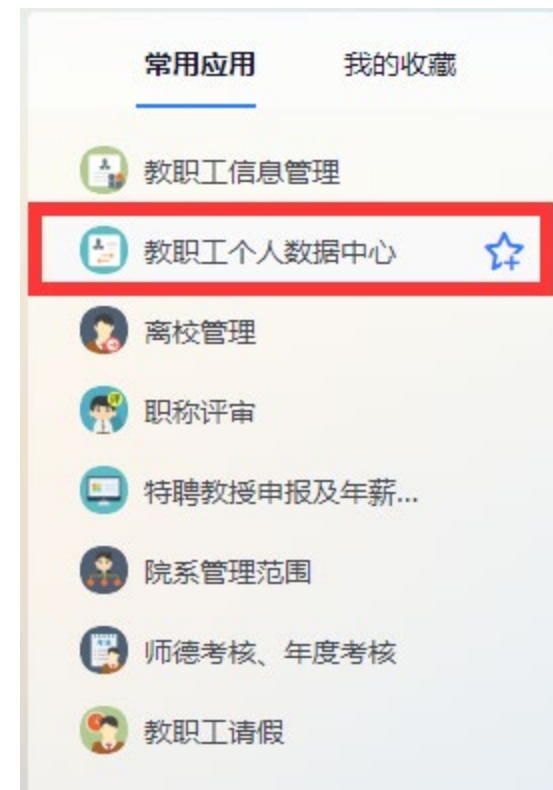 常用应用 我的收藏
教职工信息管理
教职工个人数据中心
离校管理
职称评审
特聘教授申报及年薪...
院系管理范围
师德考核、年度考核
教职工请假